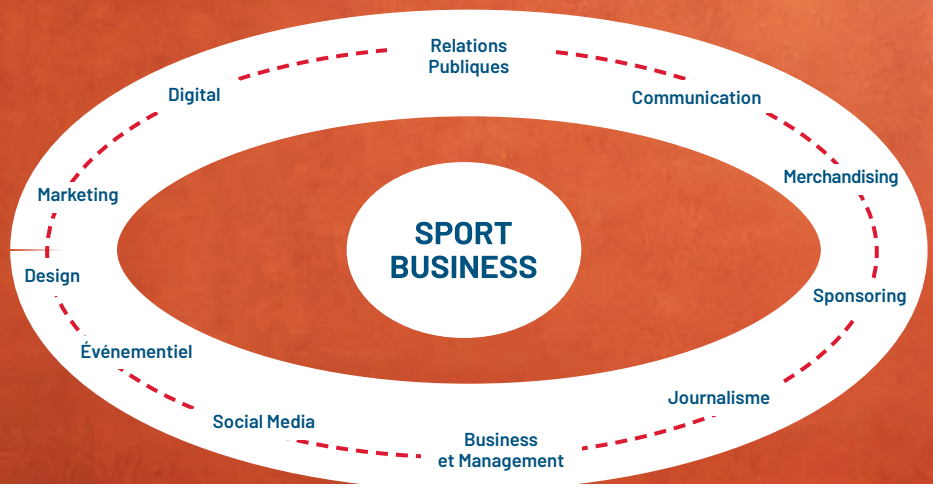 Relations
Publiques
Digital
Communication
Merchandising
Marketing
SPORT
BUSINESS
Design
Sponsoring
Événementiel
Journalisme
Social Media
Business
et Management